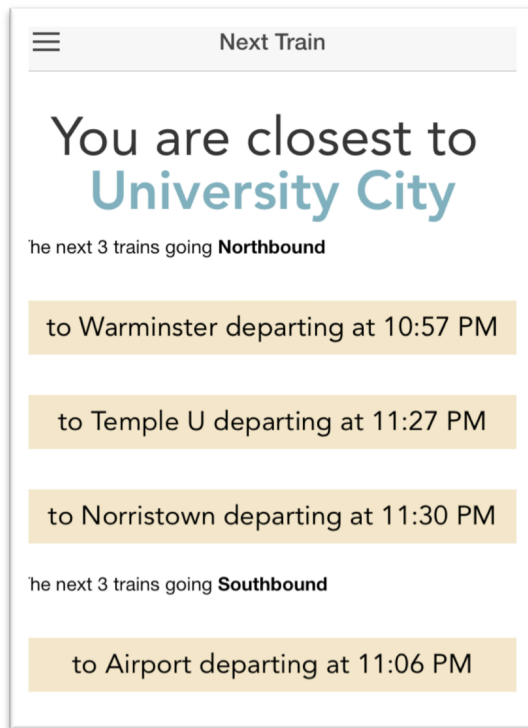 Next Train
You are closest to
University City
he next 3 trains going Northbound
to Warminster departing at 10:57 PM
to Temple U departing at 11:27 PM
to Norristown departing at 11:30 PM
he next 3 trains going Southbound
to Airport departing at 11:06 PM